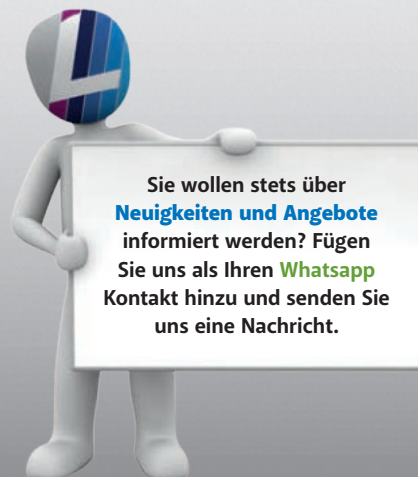 Sie wollen stets über
Neuigkeiten und Angebote
informiert werden? Fügen
Sie uns als Ihren Whatsapp
Kontakt hinzu und senden Sie
uns eine Nachricht.